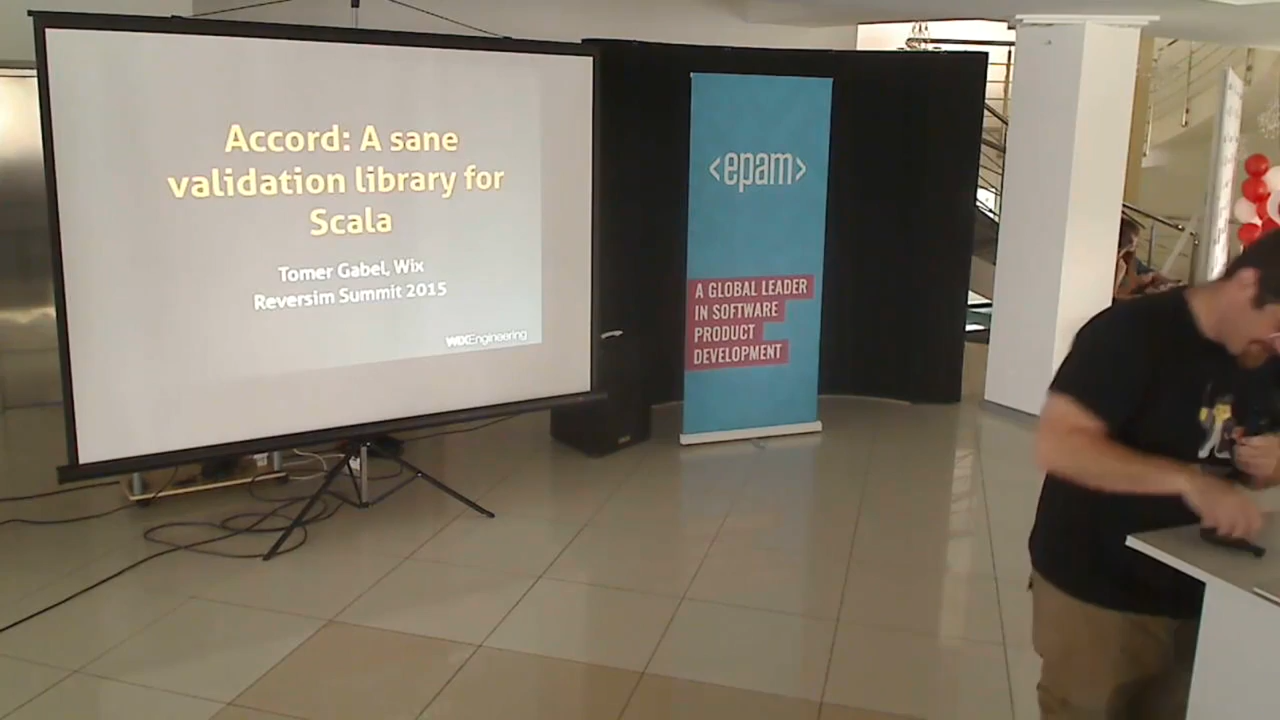 Accord: A sane
validation library for
Scala
Tomer Gabel, Wix
Reversim Summit 2015
WIXEngineering
<epam>
A GLOBAL LEADER
IN SOFTWARE
PRODUCT
DEVELOPMENT